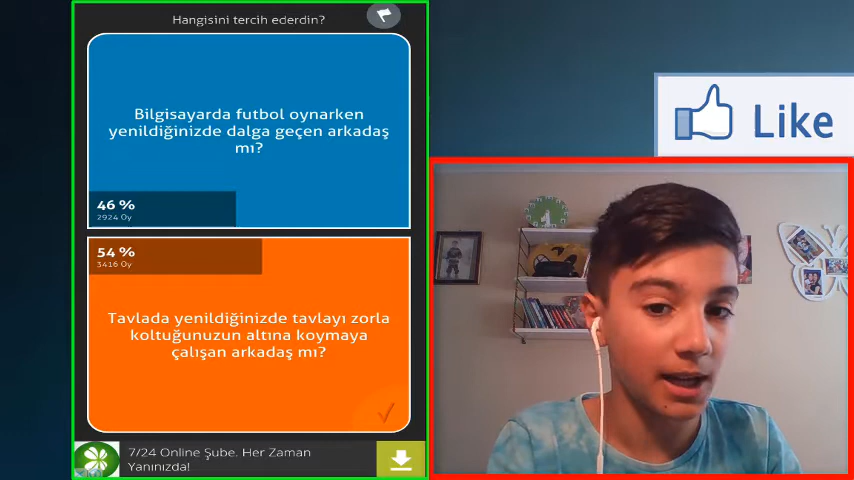 Hangisini tercih ederdin?
Bilgisayarda futbol oynarken
yenildiğinizde dalga geçen arkadaş
mı?
46 %
2924 Oy
54 %
3416 Oy
Tavlada yenildiğinizde tavlayı zorla
koltuğunuzun altına koymaya
çalışan arkadaş mı?
7/24 Online Şube. Her Zaman
Yanınızda!
Like
1